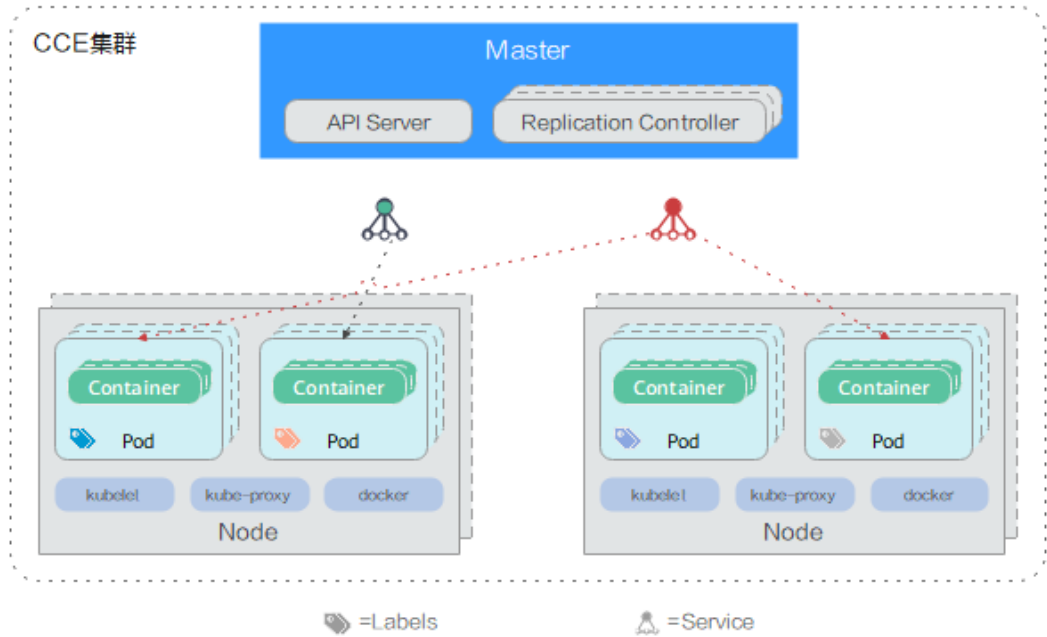 CCE集群
Master
API Server
Replication Controller
Container
Container
Container
Container
Pod
Pod
Pod
Pod
kubelet
kube-proxy
docker
kubelet
kube-proxy
docker
Node
Node
=Labels
=Service